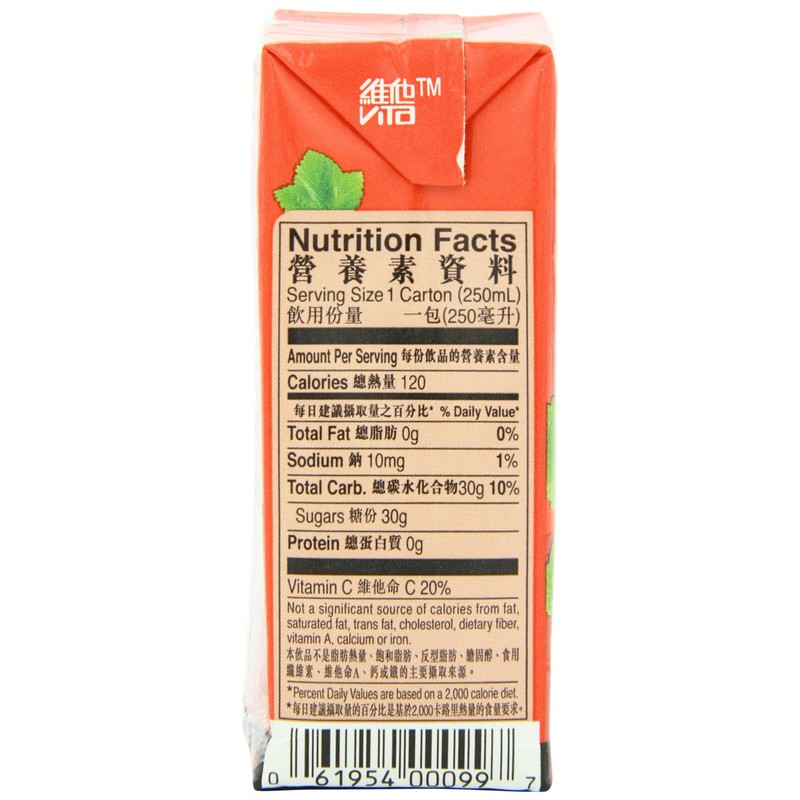 維他™
VITA
Nutrition Facts
營養素資料
Serving Size 1 Carton (250mL)
飲用份量 一包(250毫升)
Amount Per Serving 每份飲品的營養素含量
Calories 總熱量 120
每日建議攝取量之百分比* % Daily Value*
Total Fat 總脂肪 0g 0%
Sodium 鈉 10mg 1%
Total Carb. 總碳水化合物30g 10%
Sugars 糖份 30g
Protein 總蛋白質 0g
Vitamin C 維他命 C 20%
Not a significant source of calories from fat,
saturated fat, trans fat, cholesterol, dietary fiber,
vitamin A, calcium or iron.
本飲品不是脂肪熱量、飽和脂肪、反型脂肪、膽固醇、食用
纖維素、維他命A、鈣或鐵的主要攝取來源。
*Percent Daily Values are based on a 2,000 calorie diet.
*每日建議攝取量的百分比是基於2,000卡路里熱量的食量要求。
0 61954 00099 7